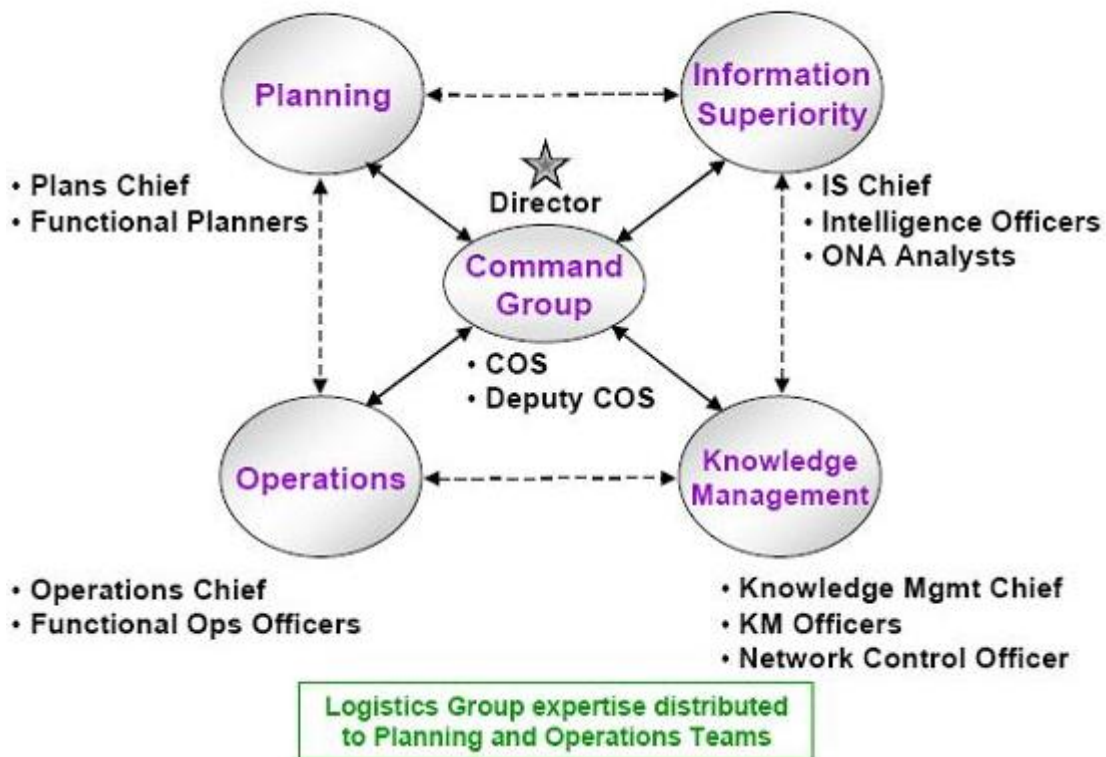 Planning
Information
Superiority
• Plans Chief
• Functional Planners
Director
• IS Chief
• Intelligence Officers
• ONA Analysts
Command
Group
• COS
• Deputy COS
Operations
Knowledge
Management
• Operations Chief
• Functional Ops Officers
• Knowledge Mgmt Chief
• KM Officers
• Network Control Officer
Logistics Group expertise distributed
to Planning and Operations Teams